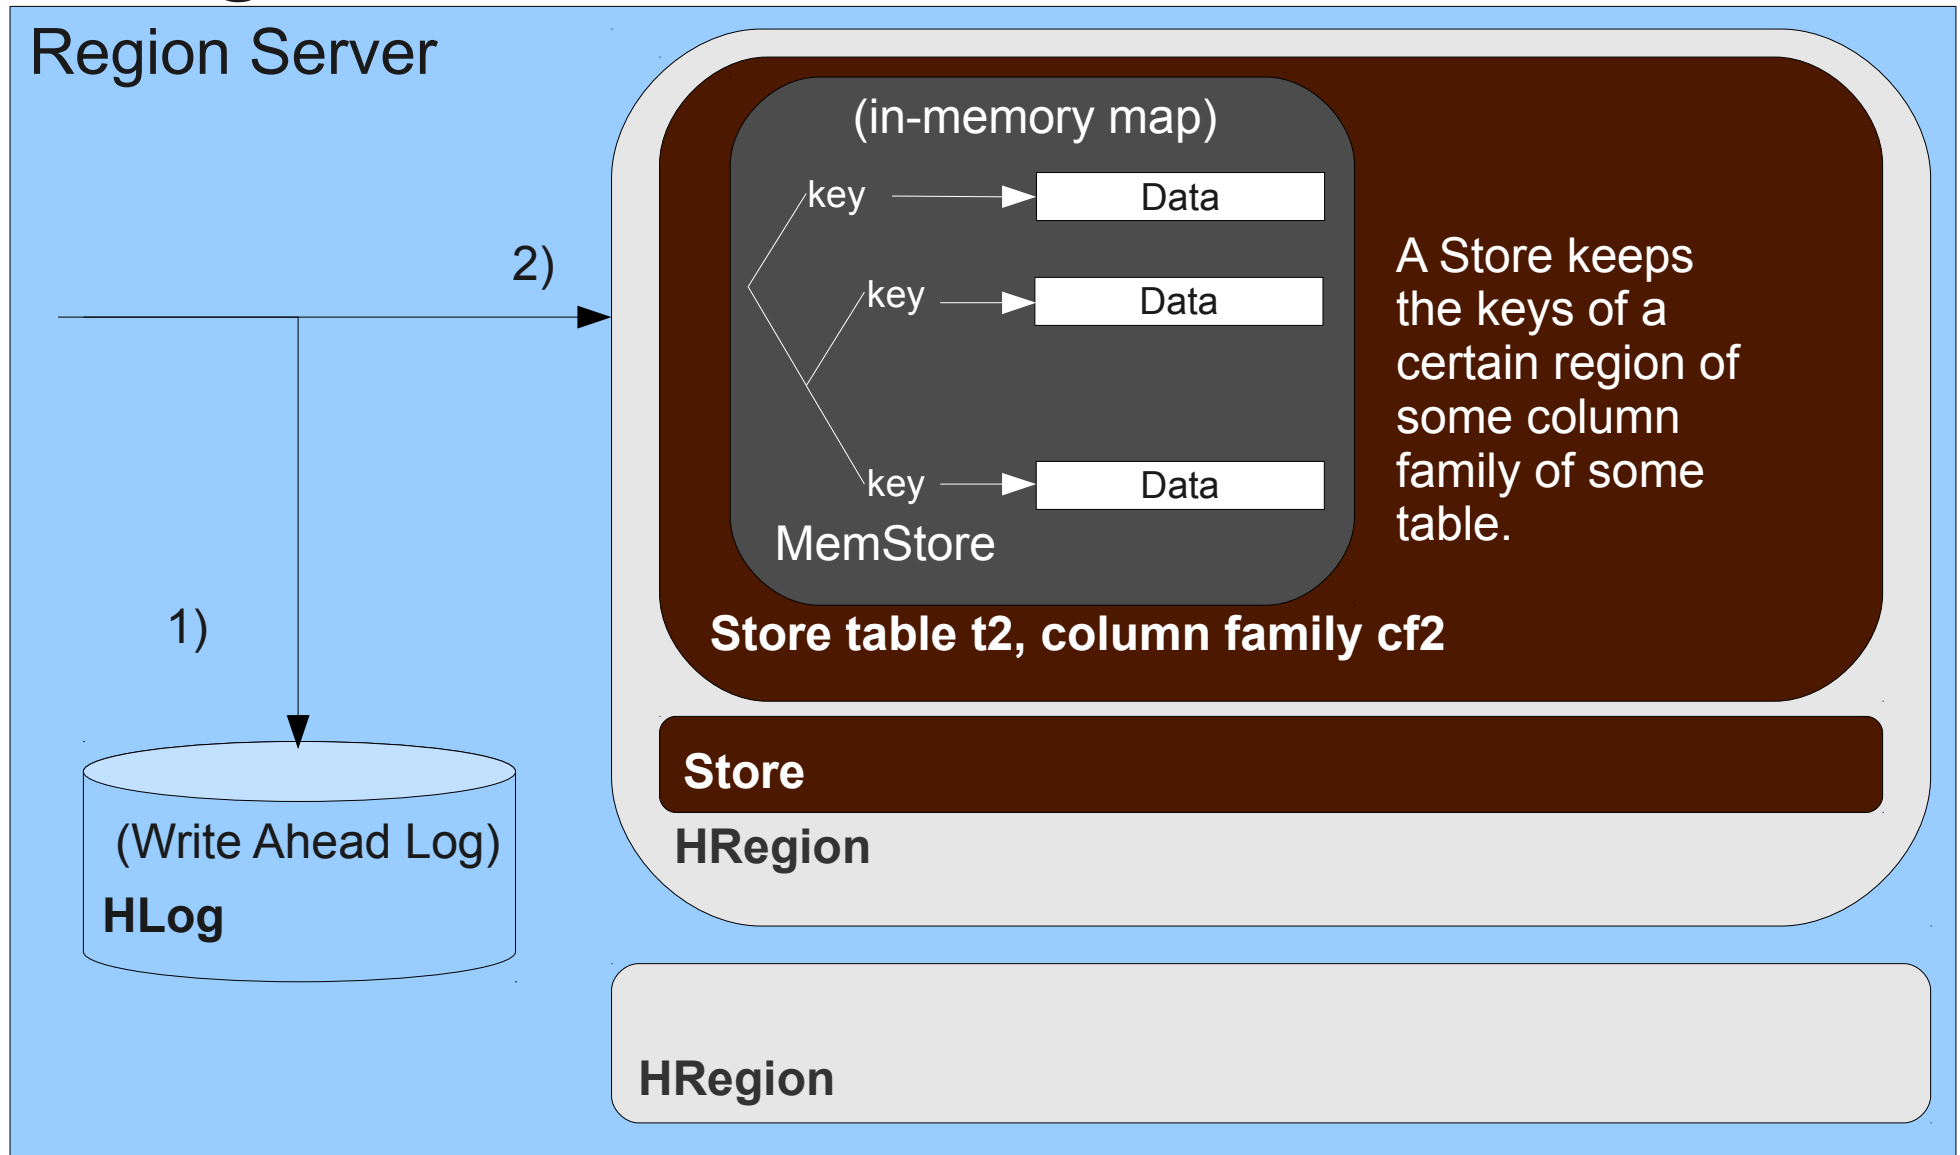 Region Server
(in-memory map)
key
Data
key
Data
key
Data
MemStore
A Store keeps
the keys of a
certain region of
some column
family of some
table.
Store table t2, column family cf2
2)
1)
Store
HRegion
(Write Ahead Log)
HLog
HRegion